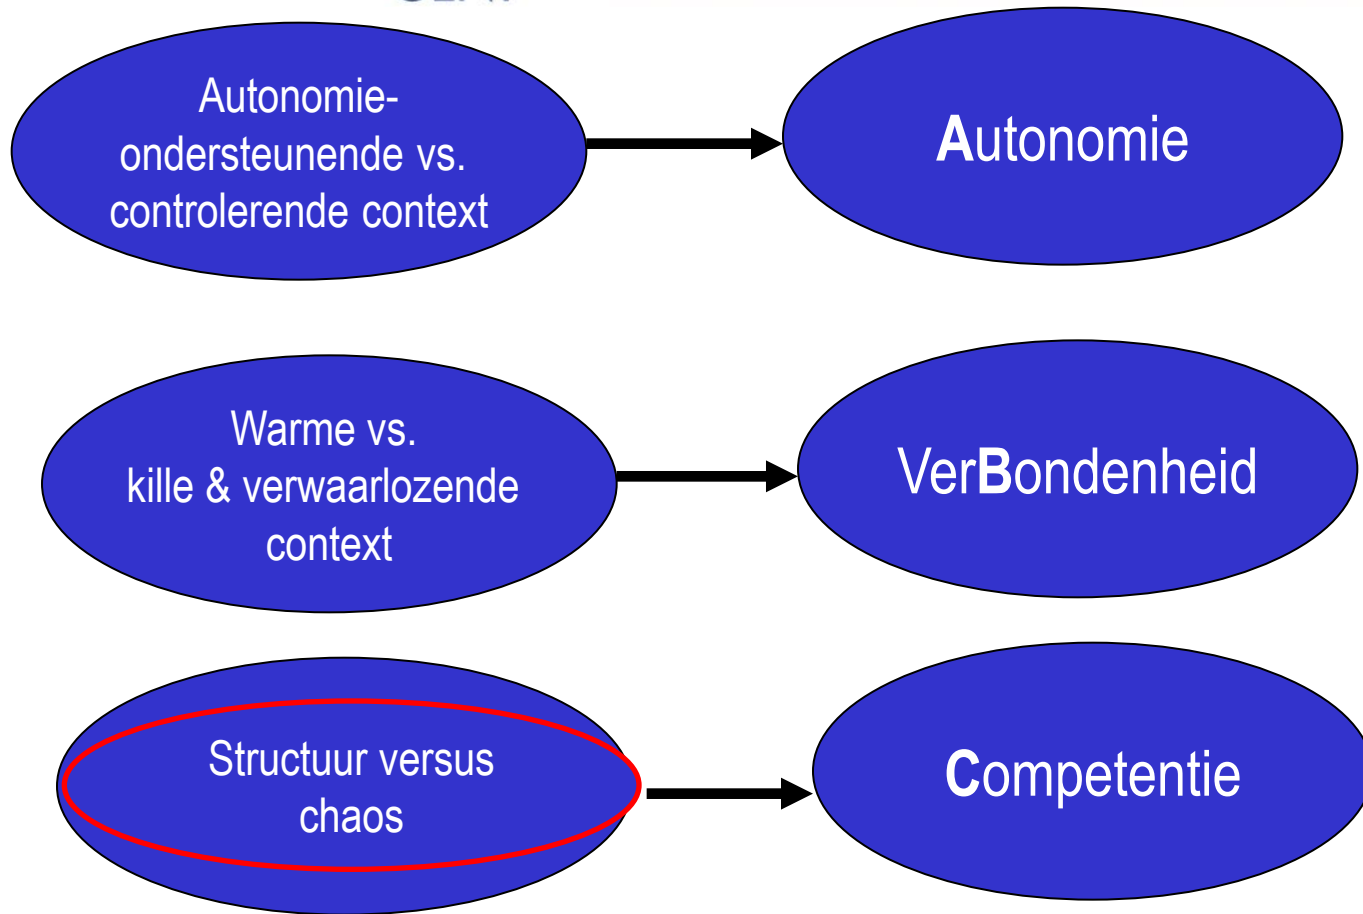 Autonomie-
ondersteunende vs.
controlerende context
Autonomie
Warme vs.
kille & verwaarlozende
context
VerBondenheid
Structuur versus
chaos
Competentie